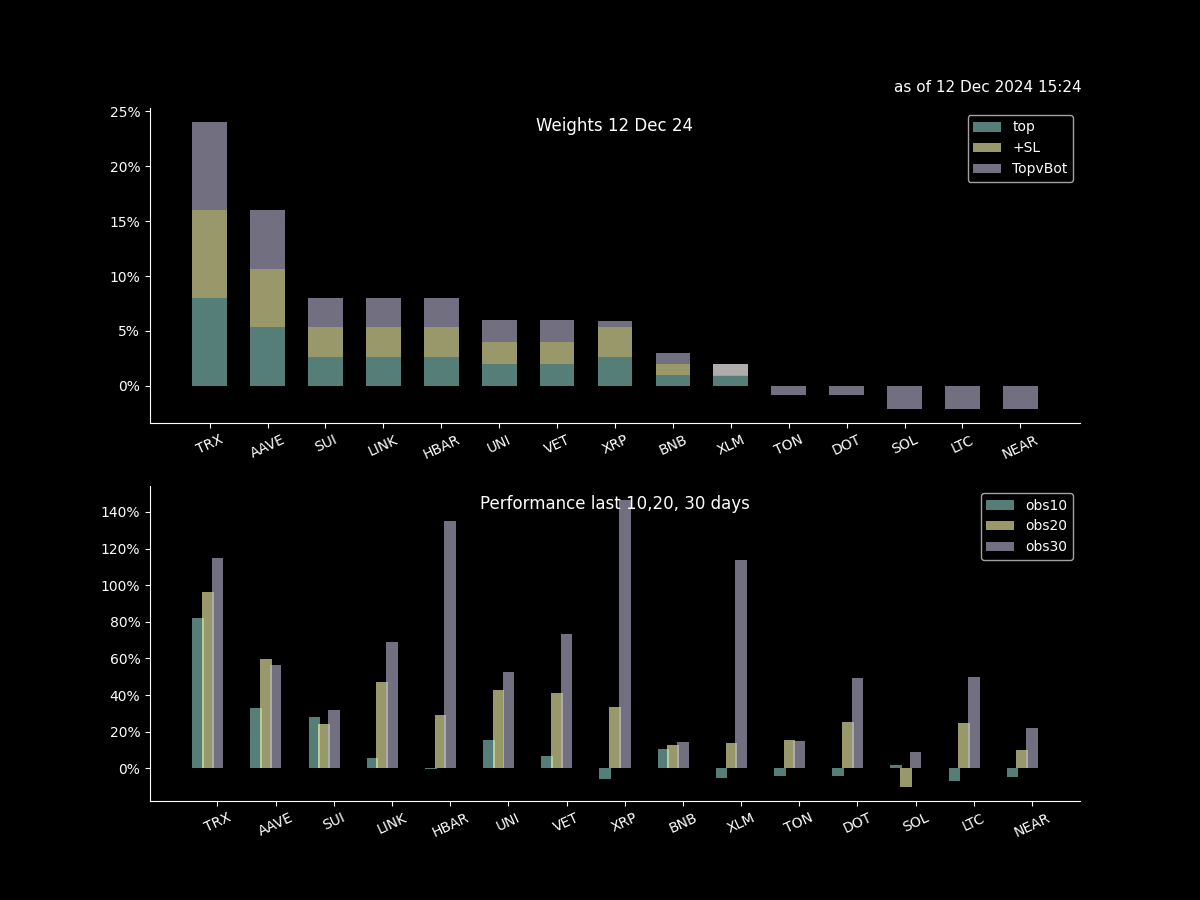 as of 12 Dec 2024 15:24
Weights 12 Dec 24
top
+SL
TopvBot
25%
20%
15%
10%
5%
0%
TRX AAVE SUI LINK HBAR UNI VET XRP BNB XLM TON DOT SOL LTC NEAR
Performance last 10,20, 30 days
obs10
obs20
obs30
140%
120%
100%
80%
60%
40%
20%
0%
TRX AAVE SUI LINK HBAR UNI VET XRP BNB XLM TON DOT SOL LTC NEAR